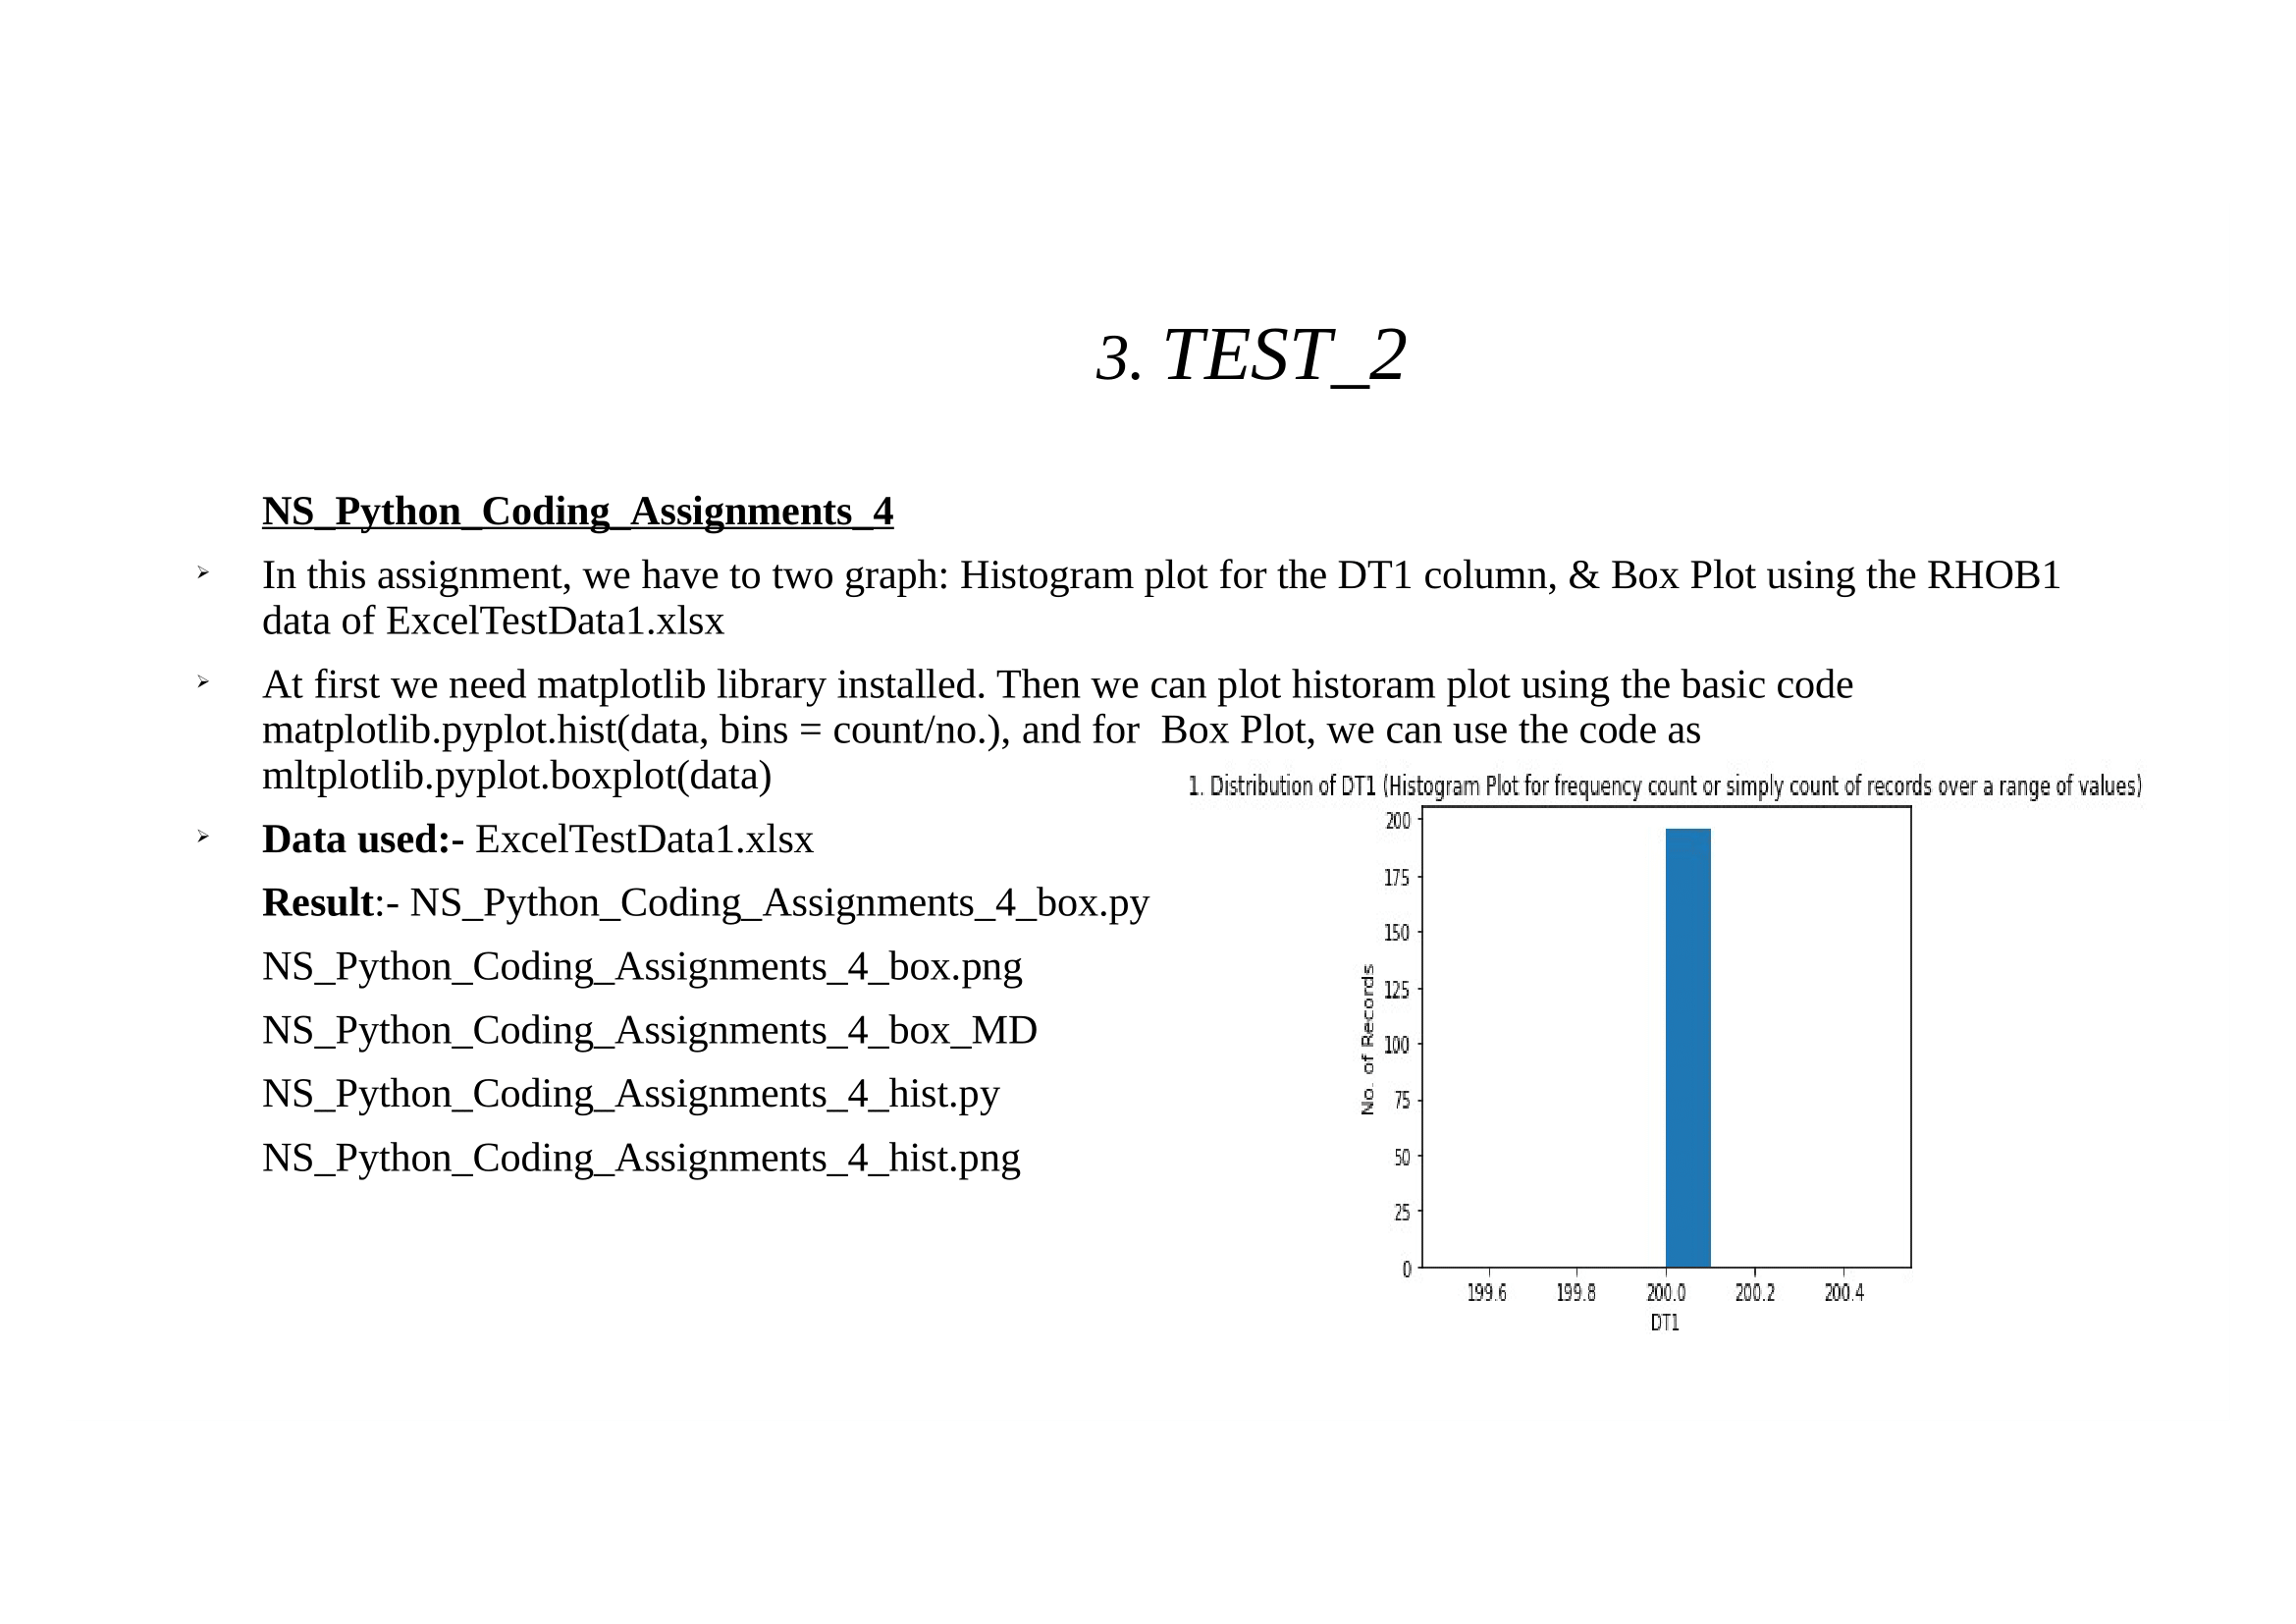 3. TEST_2
NS_Python_Coding_Assignments_4
In this assignment, we have to two graph: Histogram plot for the DT1 column, & Box Plot using the RHOB1
data of ExcelTestData1.xlsx
At first we need matplotlib library installed. Then we can plot historam plot using the basic code
matplotlib.pyplot.hist(data, bins = count/no.), and for  Box Plot, we can use the code as
mltplotlib.pyplot.boxplot(data)
Data used:- ExcelTestData1.xlsx
Result:- NS_Python_Coding_Assignments_4_box.py
NS_Python_Coding_Assignments_4_box.png
NS_Python_Coding_Assignments_4_box_MD
NS_Python_Coding_Assignments_4_hist.py
NS_Python_Coding_Assignments_4_hist.png
1. Distribution of DT1 (Histogram Plot for frequency count or simply count of records over a range of values)
200
175
150
125
100
75
50
25
0
No. of Records
199.6 199.8 200.0 200.2 200.4
DT1